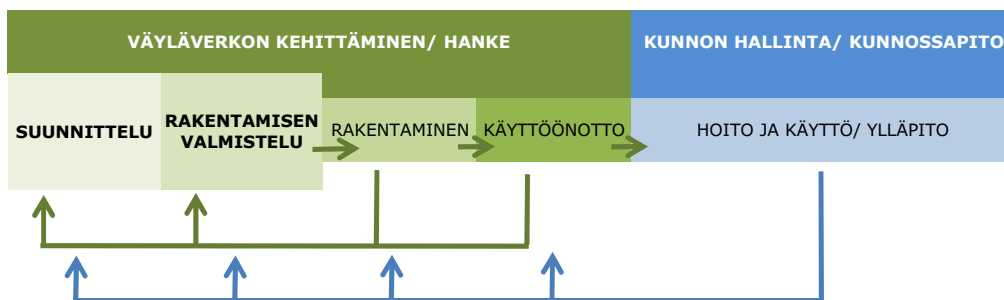 VÄYLÄVERKON KEHITTÄMINEN/ HANKE
KUNNON HALLINTA/ KUNNOSSAPITO
SUUNNITTELU
RAKENTAMISEN
VALMISTELU
RAKENTAMINEN
KÄYTTÖÖNOTTO
HOITO JA KÄYTTÖ/ YLLÄPITO